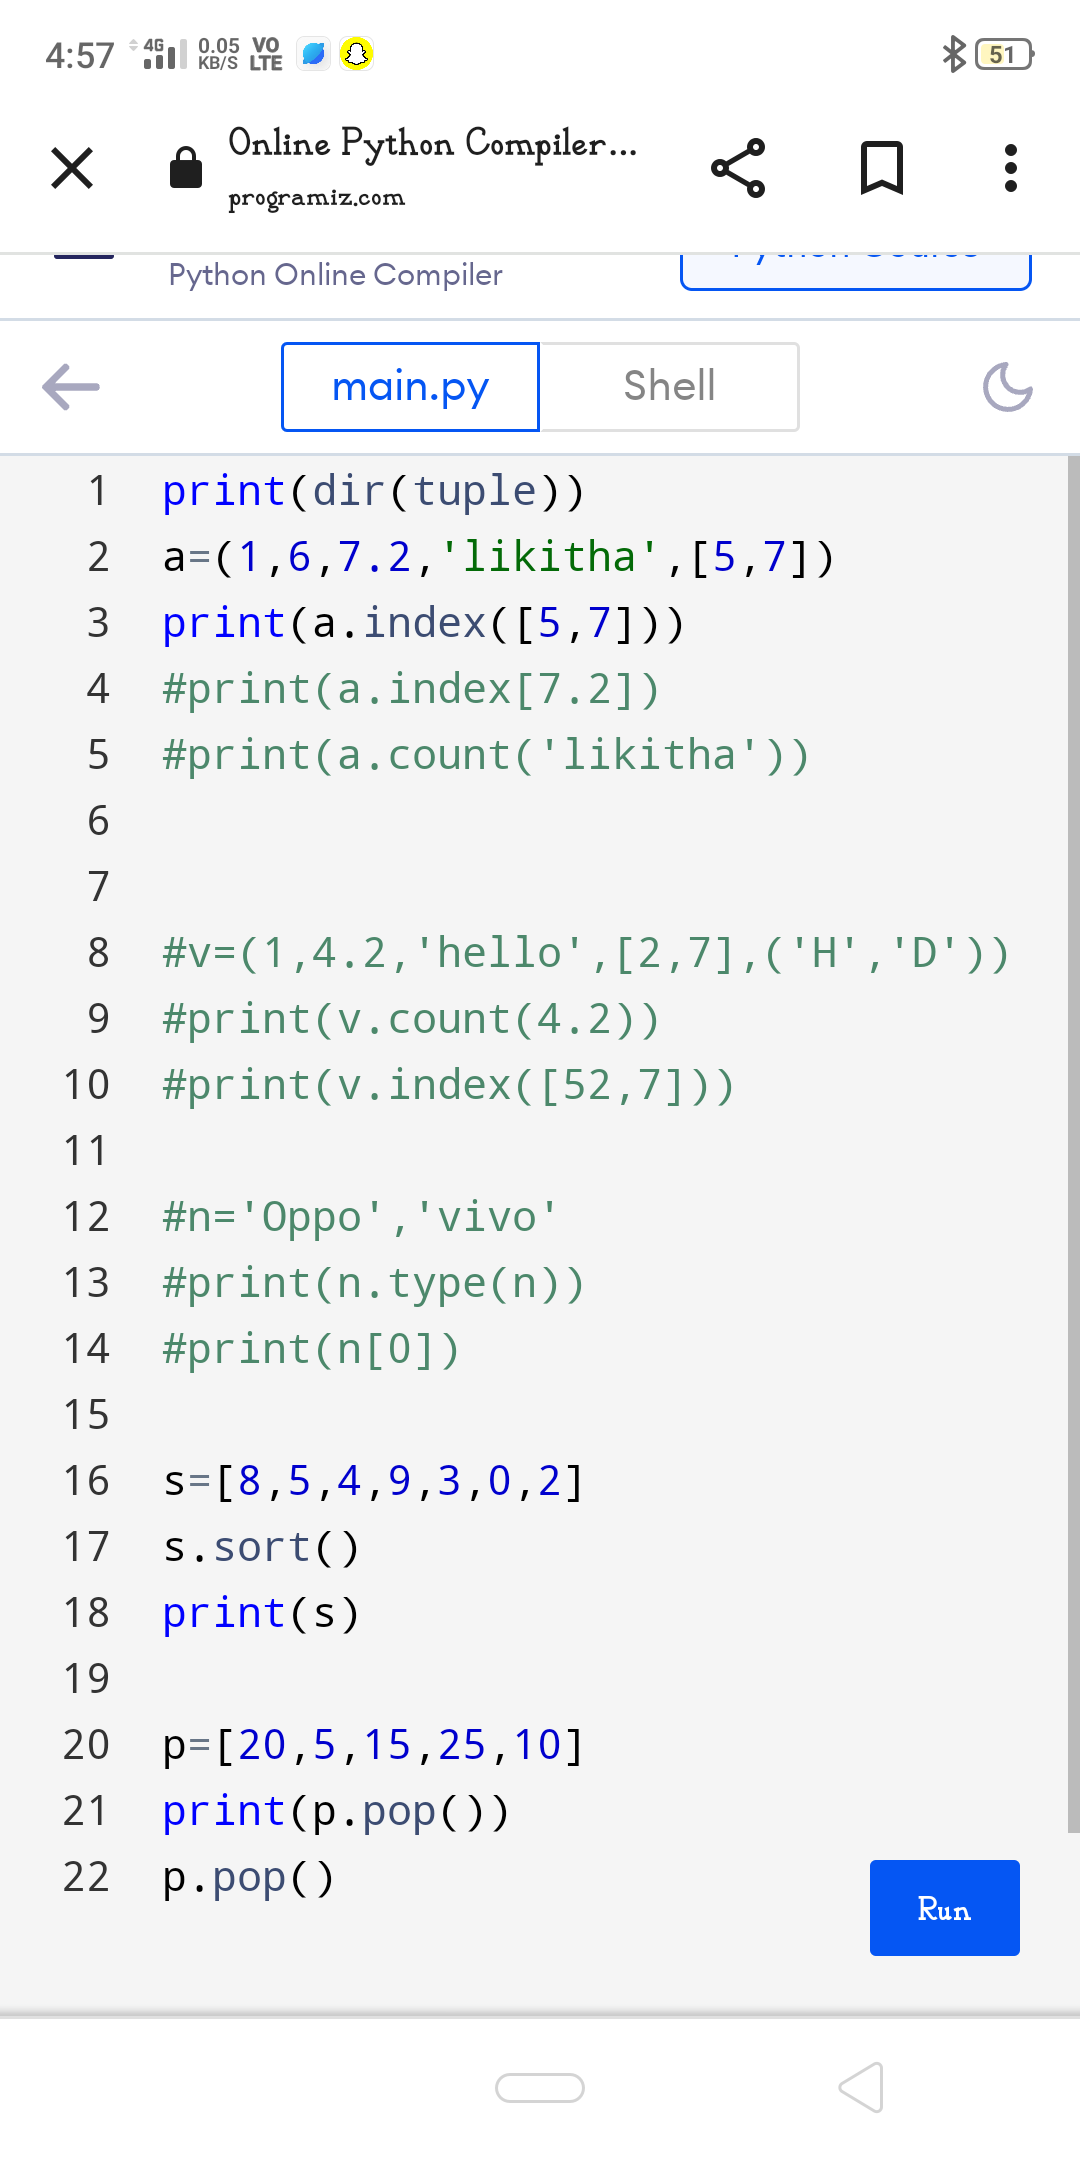 4:57 4G 0.05 KB/S VO LTE 51
Online Python Compiler...
programiz.com
Python Online Compiler
main.py Shell
1 print(dir(tuple))
2 a=(1,6,7.2,'likitha',[5,7])
3 print(a.index([5,7]))
4 #print(a.index[7.2])
5 #print(a.count('likitha'))
6
7
8 #v=(1,4.2,'hello',[2,7],('H','D'))
9 #print(v.count(4.2))
10 #print(v.index([52,7]))
11
12 #n='Oppo','vivo'
13 #print(n.type(n))
14 #print(n[0])
15
16 s=[8,5,4,9,3,0,2]
17 s.sort()
18 print(s)
19
20 p=[20,5,15,25,10]
21 print(p.pop())
22 p.pop()
Run